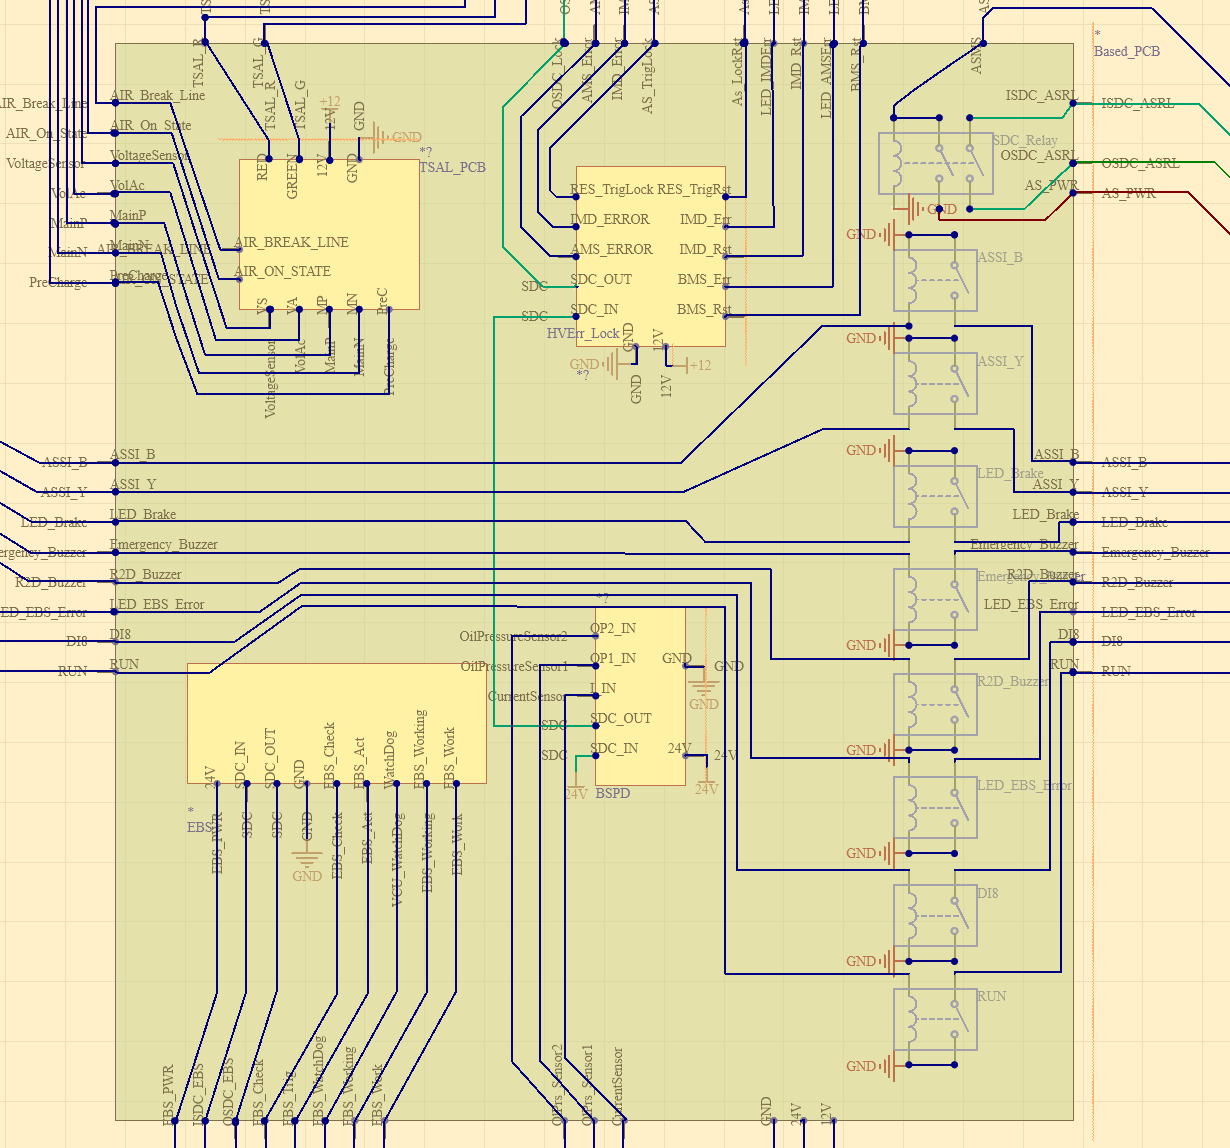 TSAL_R
TSAL_G
OSDC_Lock
AMS_Error
IMD_Error
AS_TrigLock
As_LockRst
LED_IMDErr
IMD_Rst
LED_AMSErr
BMS_Rst
ASMS
*
Based_PCB
AIR_Break_Line
AIR_On_State
VoltageSensor
VolAc
MainP
MainN
PreCharge
AIR_Break_Line
AIR_On_State
VoltageSensor
VolAc
MainP
MainN
AIR_BREAK_LINE
PreCharge
AIR_ON_STATE
TSAL_R
TSAL_G
+12
12V
GND
GND
*?
TSAL_PCB
RED
GREEN
12V
GND
AIR_BREAK_LINE
AIR_ON_STATE
VS
VA
MP
MN
PreC
VoltageSensor
VolAc
MainP
MainN
PreCharge
RES_TrigLock
RES_TrigRst
IMD_ERROR
IMD_Err
AMS_ERROR
IMD_Rst
SDC
SDC_OUT
BMS_Err
SDC
SDC_IN
BMS_Rst
HVErr_Lock
GND
12V
GND
+12
*?
GND
12V
ISDC_ASRL
ISDC_ASRL
SDC_Relay
OSDC_ASRL
OSDC_ASRL
AS_PWR
AS_PWR
GND
GND
ASSI_B
GND
ASSI_Y
GND
LED_Brake
Emergency_Buzzer
GND
R2D_Buzzer
GND
LED_EBS_Error
GND
DI8
GND
RUN
GND
ASSI_B
ASSI_B
ASSI_B
ASSI_B
ASSI_Y
ASSI_Y
ASSI_Y
ASSI_Y
LED_Brake
LED_Brake
LED_Brake
LED_Brake
Emergency_Buzzer
Emergency_Buzzer
Emergency_Buzzer
R2D_Buzzer
R2D_Buzzer
R2D_Buzzer
R2D_Buzzer
LED_EBS_Error
LED_EBS_Error
LED_EBS_Error
DI8
DI8
DI8
DI8
RUN
RUN
RUN
RUN
*?
OilPressureSensor2
OP2_IN
OilPressureSensor1
OP1_IN
GND
GND
CurrentSensor
I_IN
GND
SDC
SDC_OUT
SDC
SDC_IN
24V
24V
24V
24V
BSPD
24V
SDC_IN
SDC_OUT
GND
EBS_Check
EBS_Act
WatchDog
EBS_Working
EBS_Work
*
EBS
EBS_PWR
SDC
SDC
GND
GND
EBS_Check
EBS_Act
VCU_WatchDog
EBS_Working
EBS_Work
EBS_PWR
ISDC_EBS
OSDC_EBS
EBS_Check
EBS_Trig
EBS_WatchDog
EBS_Working
EBS_Work
OilPrs_Sensor2
OilPrs_Sensor1
CurrentSensor
GND
24V
12V